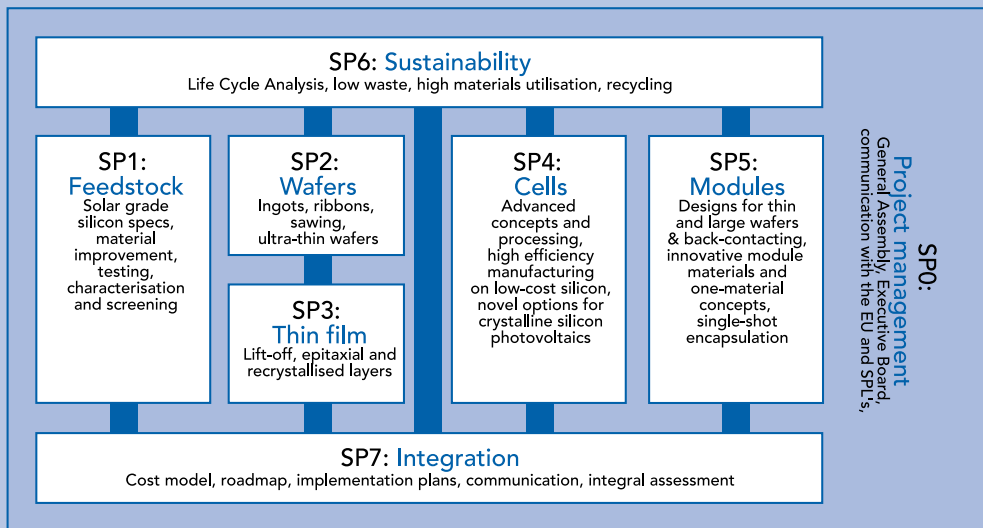 SP6: Sustainability
Life Cycle Analysis, low waste, high materials utilisation, recycling
SP1:
Feedstock
Solar grade
silicon specs,
material
improvement,
testing,
characterisation
and screening
SP2:
Wafers
Ingots, ribbons,
sawing,
ultra-thin wafers
SP3:
Thin film
Lift-off, epitaxial and
recrystallised layers
SP4:
Cells
Advanced
concepts and
processing,
high efficiency
manufacturing
on low-cost silicon,
novel options for
crystalline silicon
photovoltaics
SP5:
Modules
Designs for thin
and large wafers
& back-contacting,
innovative module
materials and
one-material
concepts,
single-shot
encapsulation
SP7: Integration
Cost model, roadmap, implementation plans, communication, integral assessment
SP0:
Project management
General Assembly, Executive Board,
communication with the EU and SPL's,